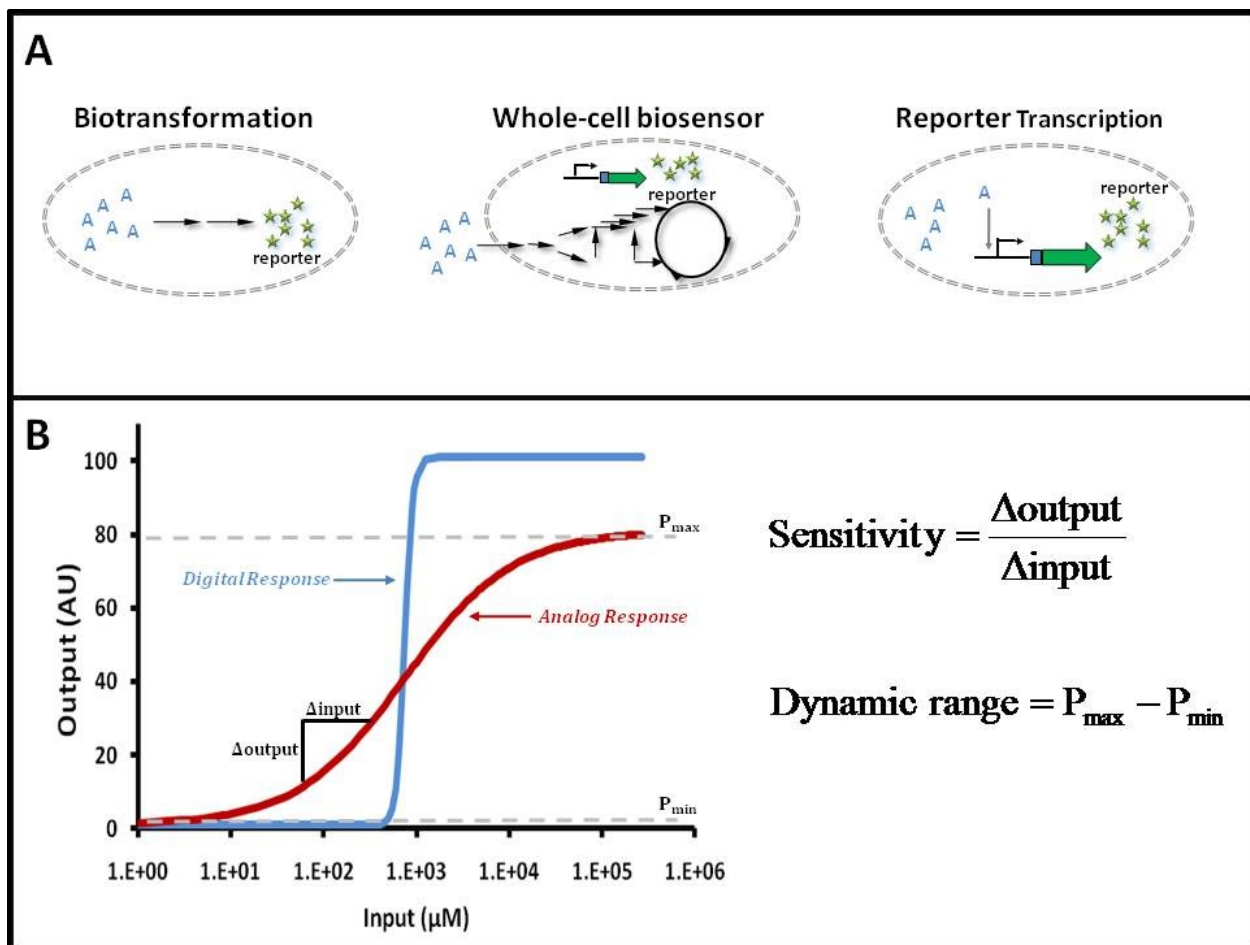 A
Biotransformation
Whole-cell biosensor
Reporter Transcription
A
A
A
A
A
A
reporter
reporter
A
A
A
A
A
A
reporter
A
A
A
A
A
B
100
80
60
40
20
0
Output (AU)
Digital Response
Analog Response
Pmax
Pmin
Δinput
Δoutput
1.E+00 1.E+01 1.E+02 1.E+03 1.E+04 1.E+05 1.E+06
Input (μM)
Sensitivity = Δoutput
Δinput
Dynamic range = Pmax − Pmin